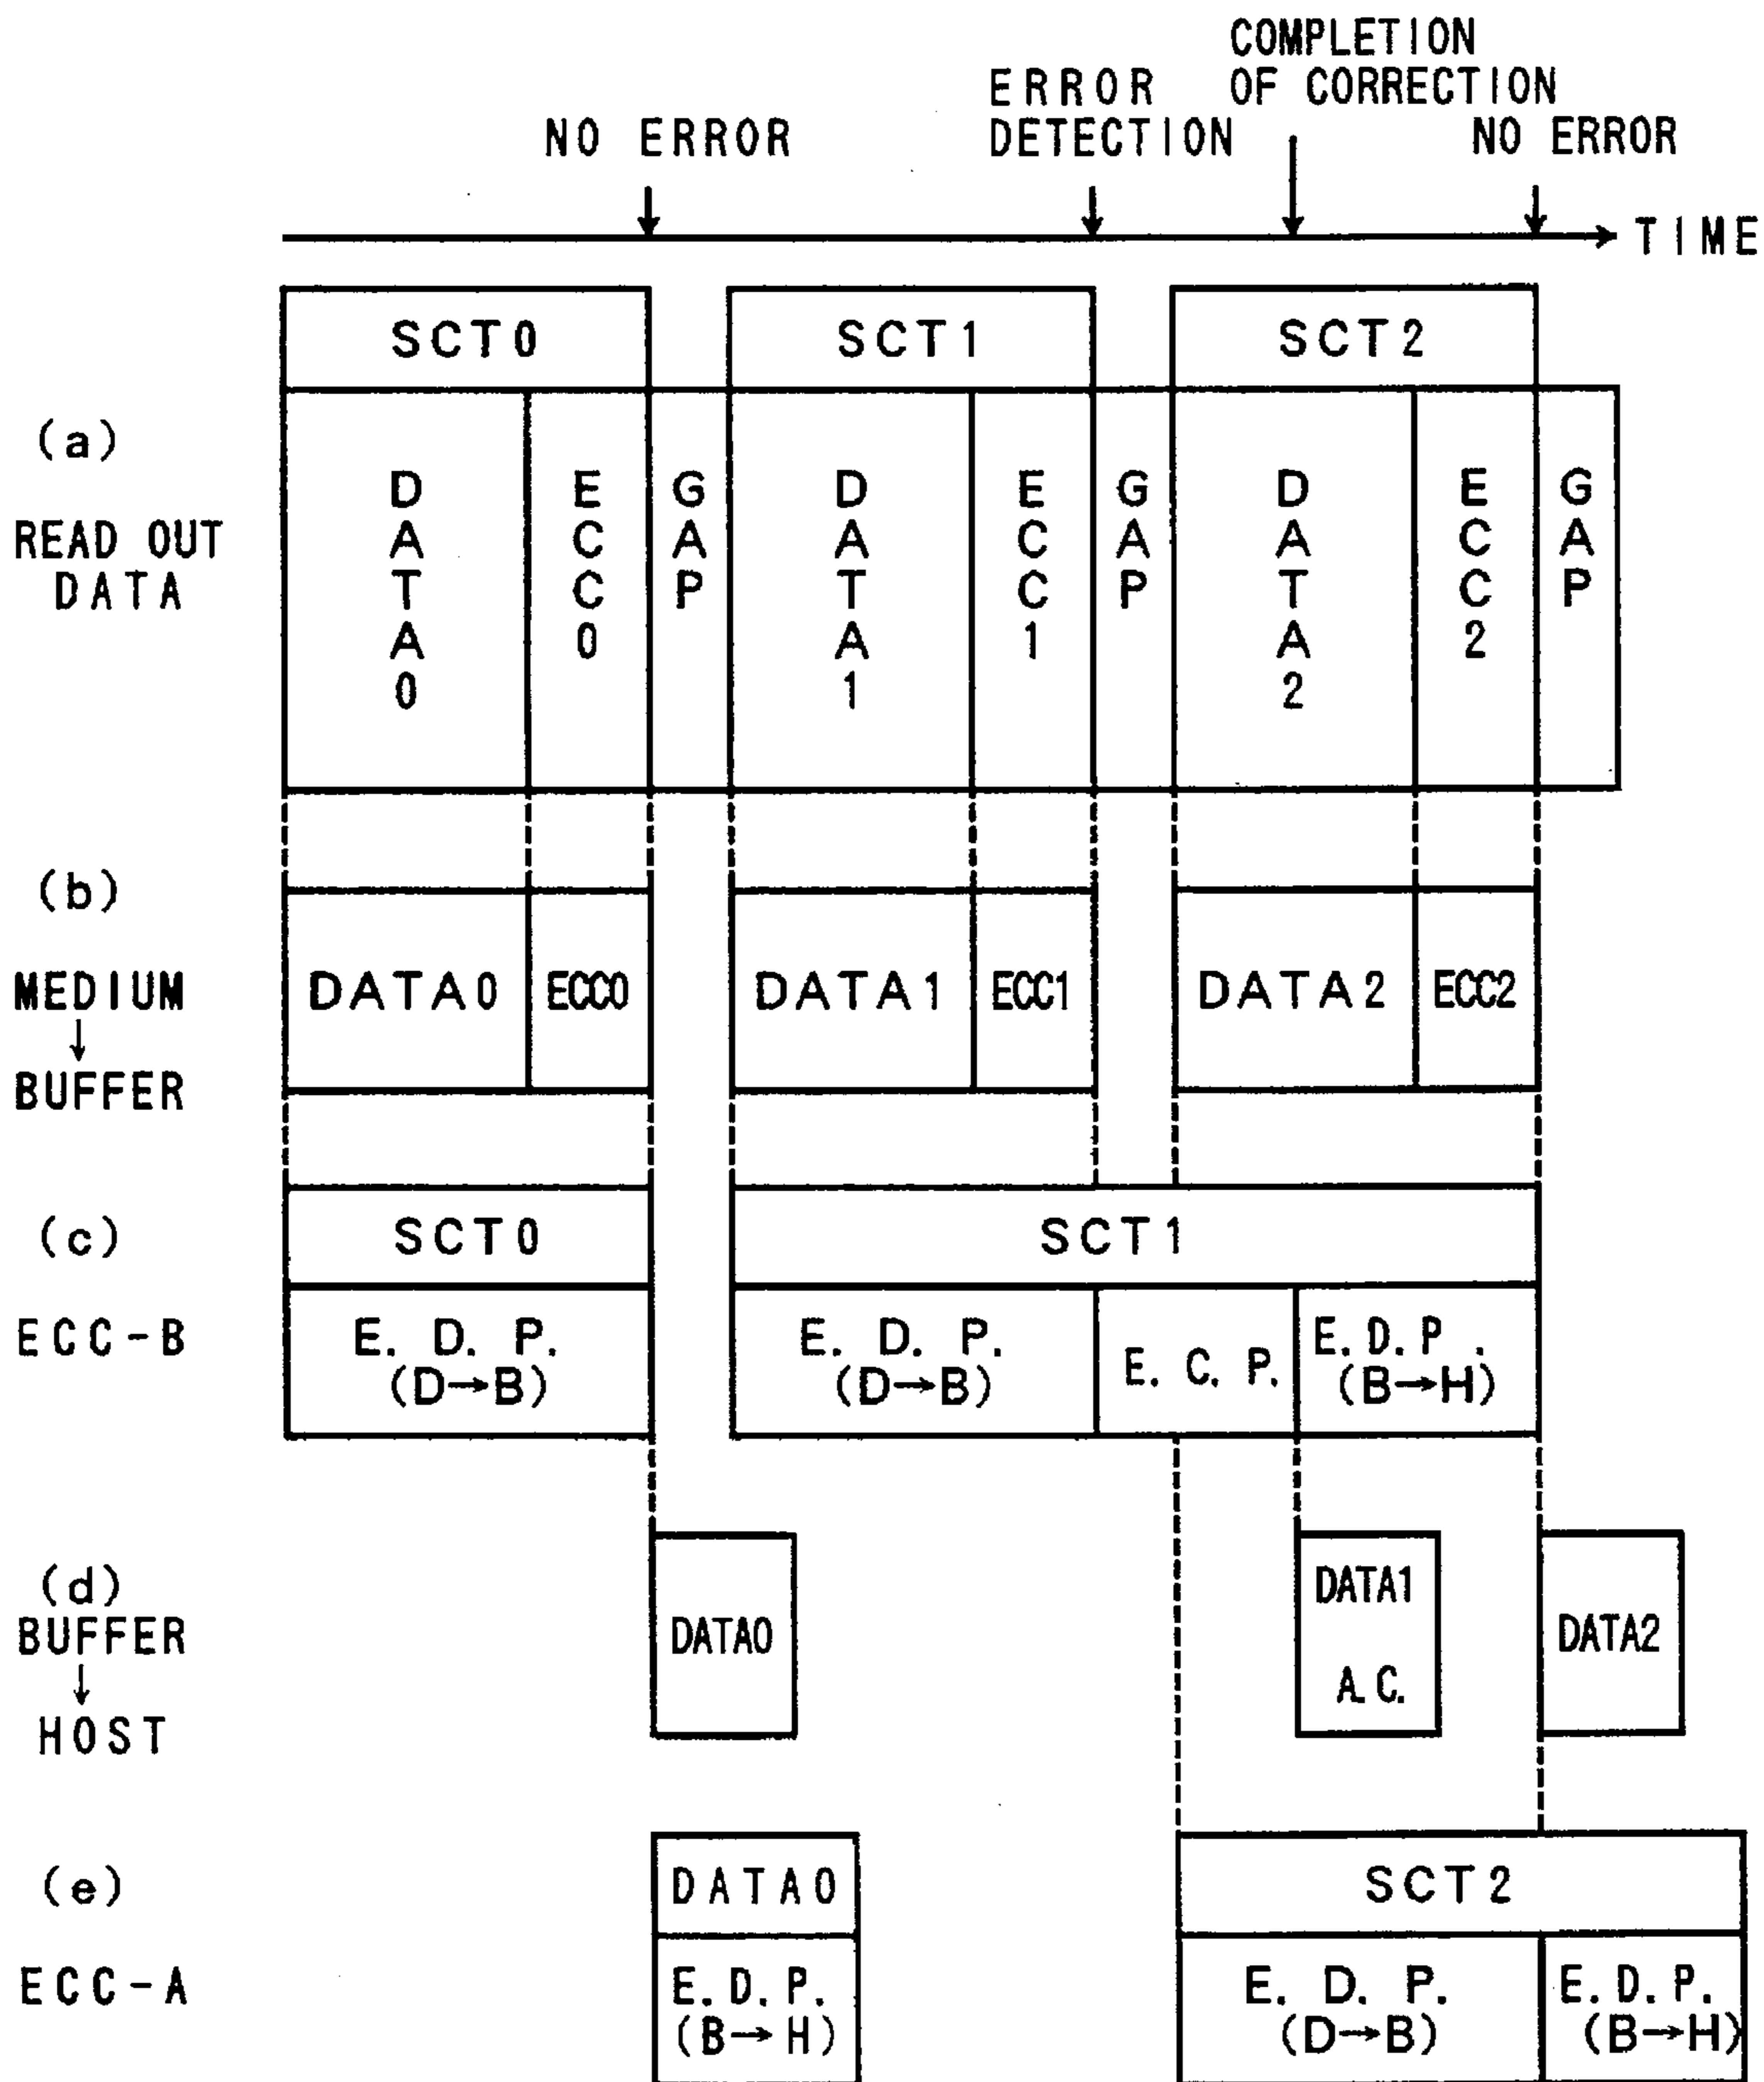 COMPLETION
ERROR OF CORRECTION
NO ERROR DETECTION NO ERROR
TIME
SCT0 SCT1 SCT2
(a)
READ OUT
DATA
DATA0 ECC0 GAP DATA1 ECC1 GAP DATA2 ECC2 GAP
(b)
MEDIUM
↓
BUFFER
DATA0 ECC0 DATA1 ECC1 DATA2 ECC2
(c)
SCT0 SCT1
ECC-B
E. D. P.
(D→B)
E. D. P.
(D→B)
E. C. P.
E. D. P.
(B→H)
(d)
BUFFER
↓
HOST
DATA0
DATA1
A.C.
DATA2
(e)
DATA0 SCT2
ECC-A
E. D. P.
(B→H)
E. D. P.
(D→B)
E. D. P.
(B→H)